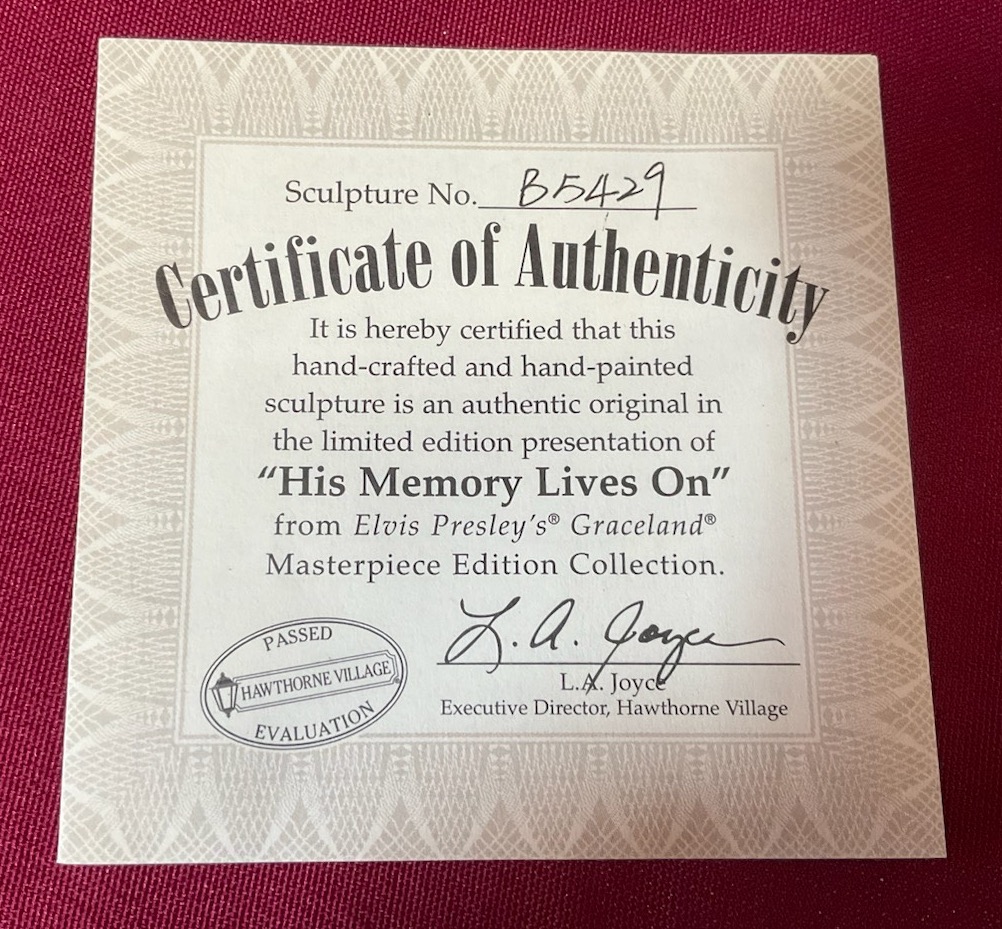 Sculpture No. B5429
Certificate of Authenticity
It is hereby certified that this
hand-crafted and hand-painted
sculpture is an authentic original in
the limited edition presentation of
“His Memory Lives On”
from Elvis Presley’s® Graceland®
Masterpiece Edition Collection.
PASSED
HAWTHORNE VILLAGE
EVALUATION
L. A. Joyce
L.A. Joyce
Executive Director, Hawthorne Village